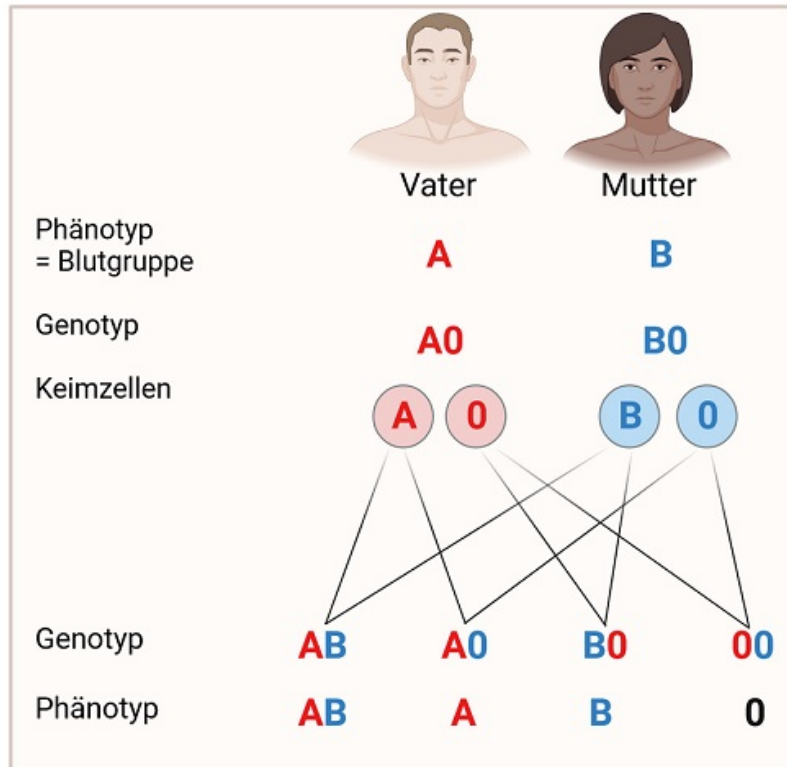 Vater Mutter
Phänotyp
= Blutgruppe A B
Genotyp A0 B0
Keimzellen A 0 B 0
Genotyp AB A0 B0 00
Phänotyp AB A B 0